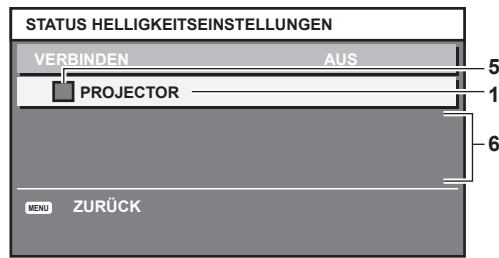 STATUS HELLIGKEITSEINSTELLUNGEN
VERBINDEN AUS
5
PROJECTOR
1
6
MENU ZURÜCK